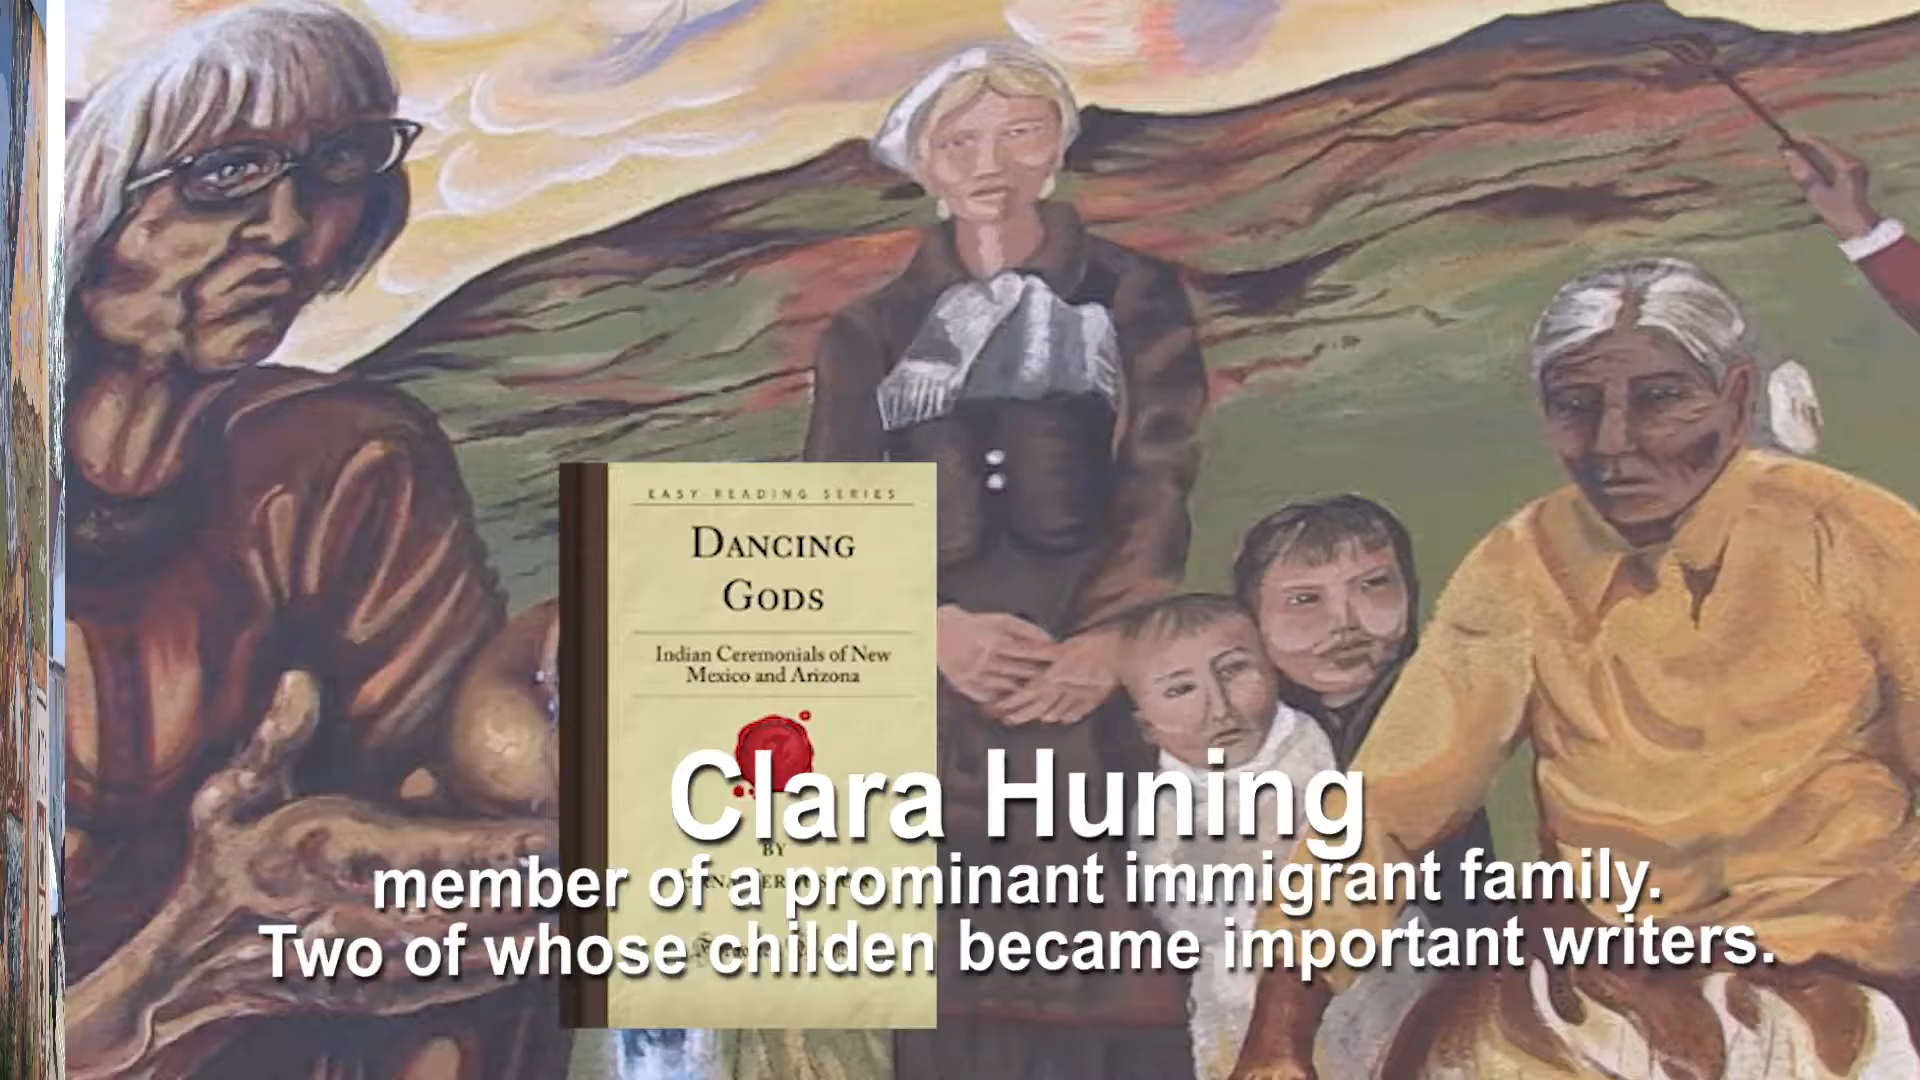 EASY READING SERIES
DANCING
GODS
Indian Ceremonials of New
Mexico and Arizona
Clara Huning
BY
member of a prominant immigrant family.
Two of whose childen became important writers.